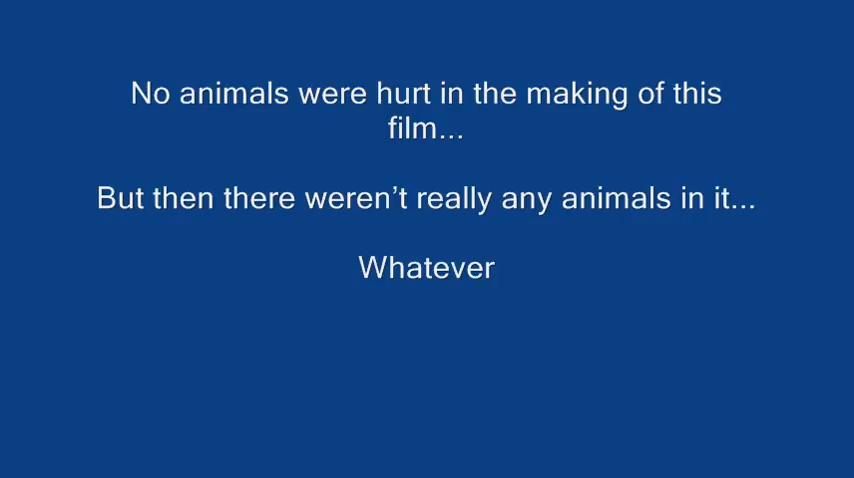 No animals were hurt in the making of this
film...
But then there weren’t really any animals in it...
Whatever